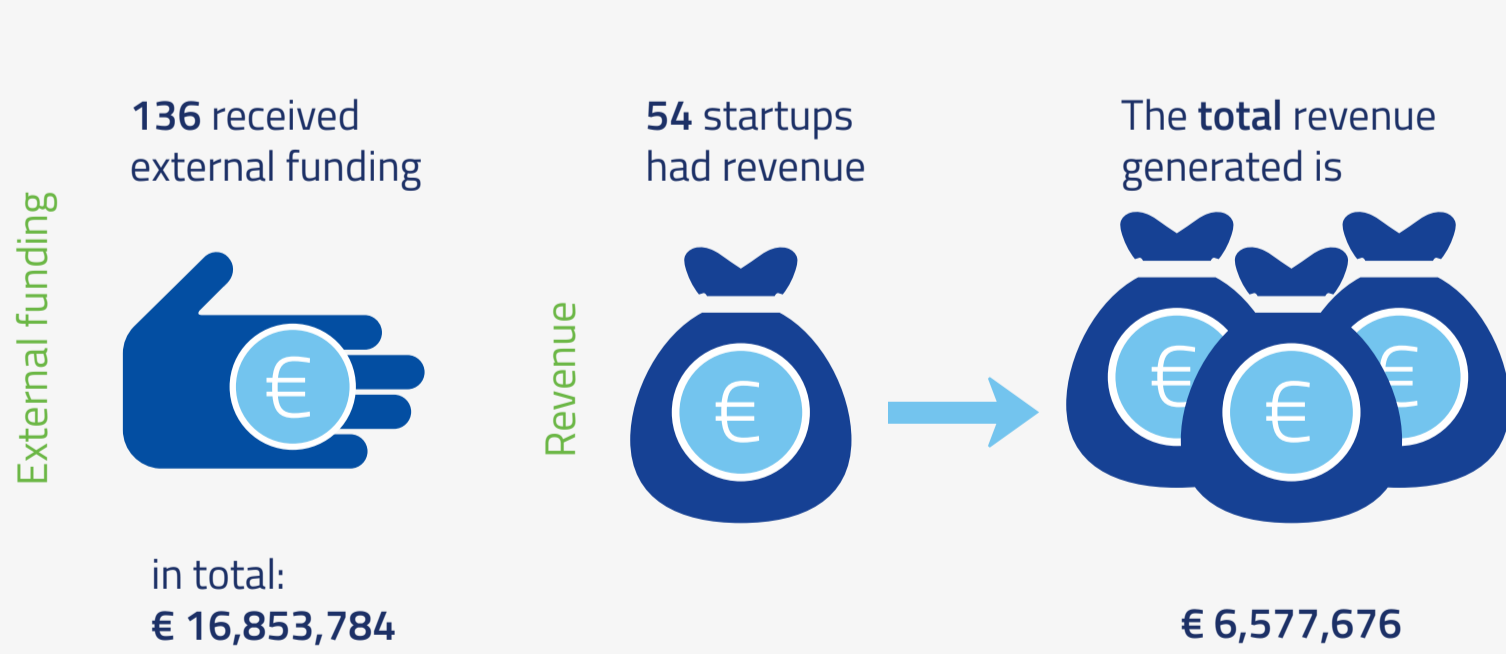 External funding
136 received
external funding
€
in total:
€ 16,853,784
Revenue
54 startups
had revenue
€
The total revenue
generated is
€ € €
€ 6,577,676